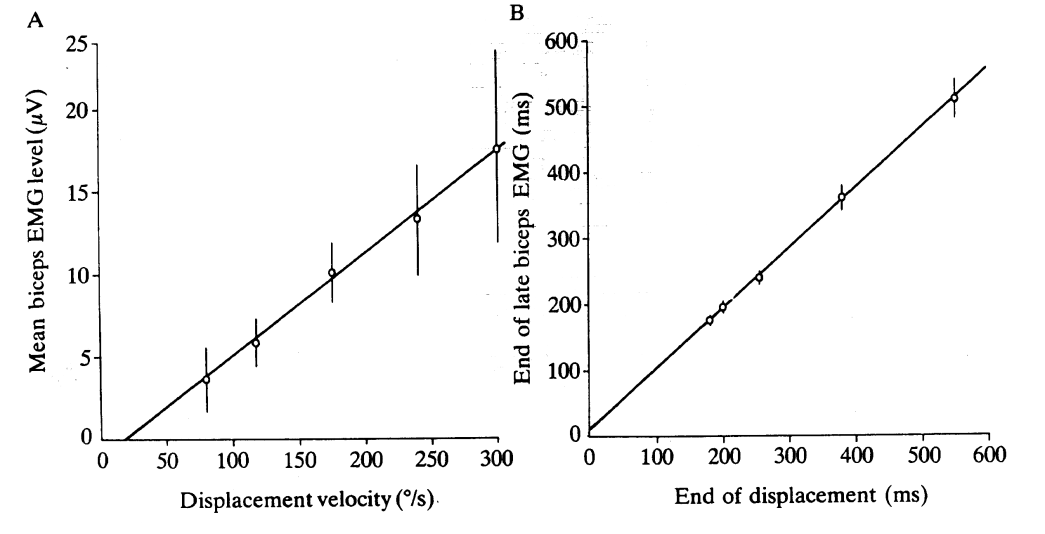 A
Mean biceps EMG level (μV)
25
20
15
10
5
0
0 50 100 150 200 250 300
Displacement velocity (°/s)
B
End of late biceps EMG (ms)
600
500
400
300
200
100
0
0 100 200 300 400 500 600
End of displacement (ms)